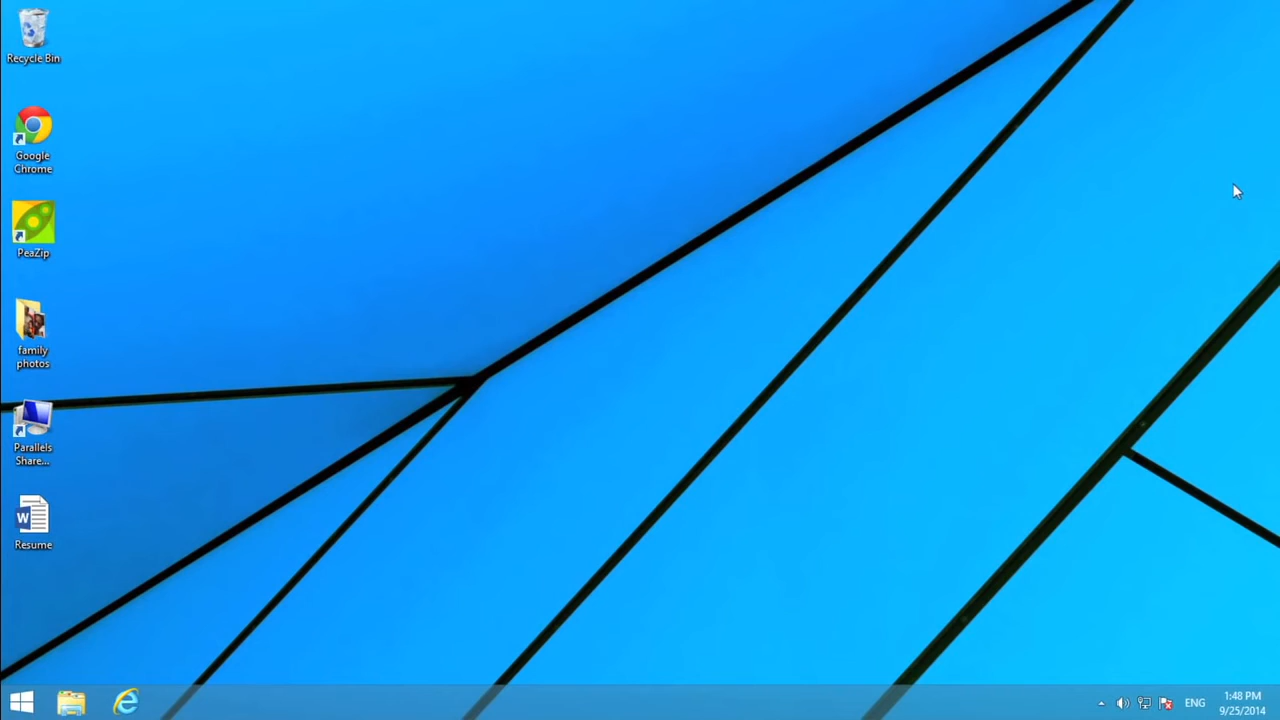 Recycle Bin
Google
Chrome
PeaZip
family
photos
Parallels
Share...
W
Resume
ENG
1:48 PM
9/25/2014